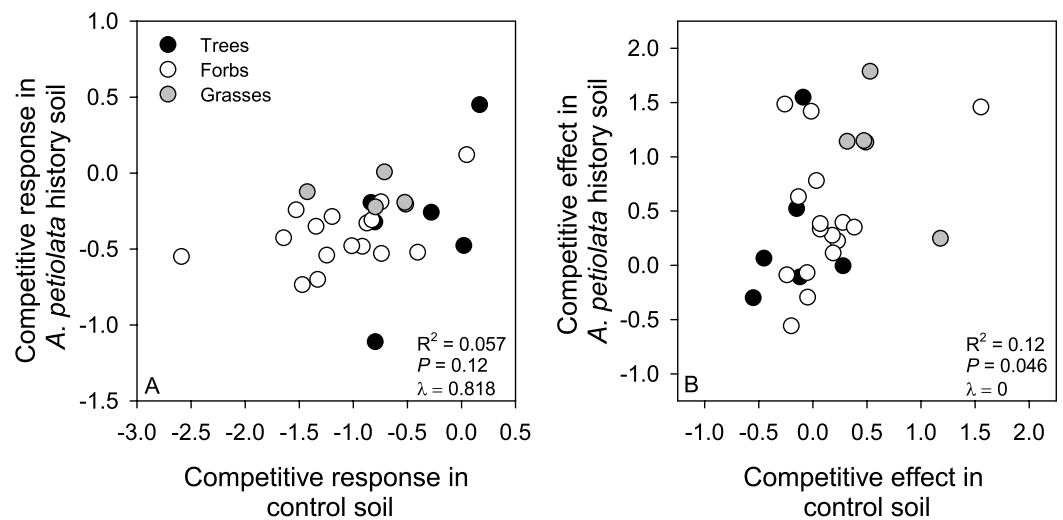 Competitive response in
A. petiolata history soil
1.0
0.5
0.0
-0.5
-1.0
-1.5
Trees
Forbs
Grasses
R² = 0.057
P = 0.12
λ = 0.818
A
-3.0 -2.5 -2.0 -1.5 -1.0 -0.5 0.0 0.5
Competitive response in
control soil
Competitive effect in
A. petiolata history soil
2.0
1.5
1.0
0.5
0.0
-0.5
-1.0
R² = 0.12
P = 0.046
λ = 0
B
-1.0 -0.5 0.0 0.5 1.0 1.5 2.0
Competitive effect in
control soil